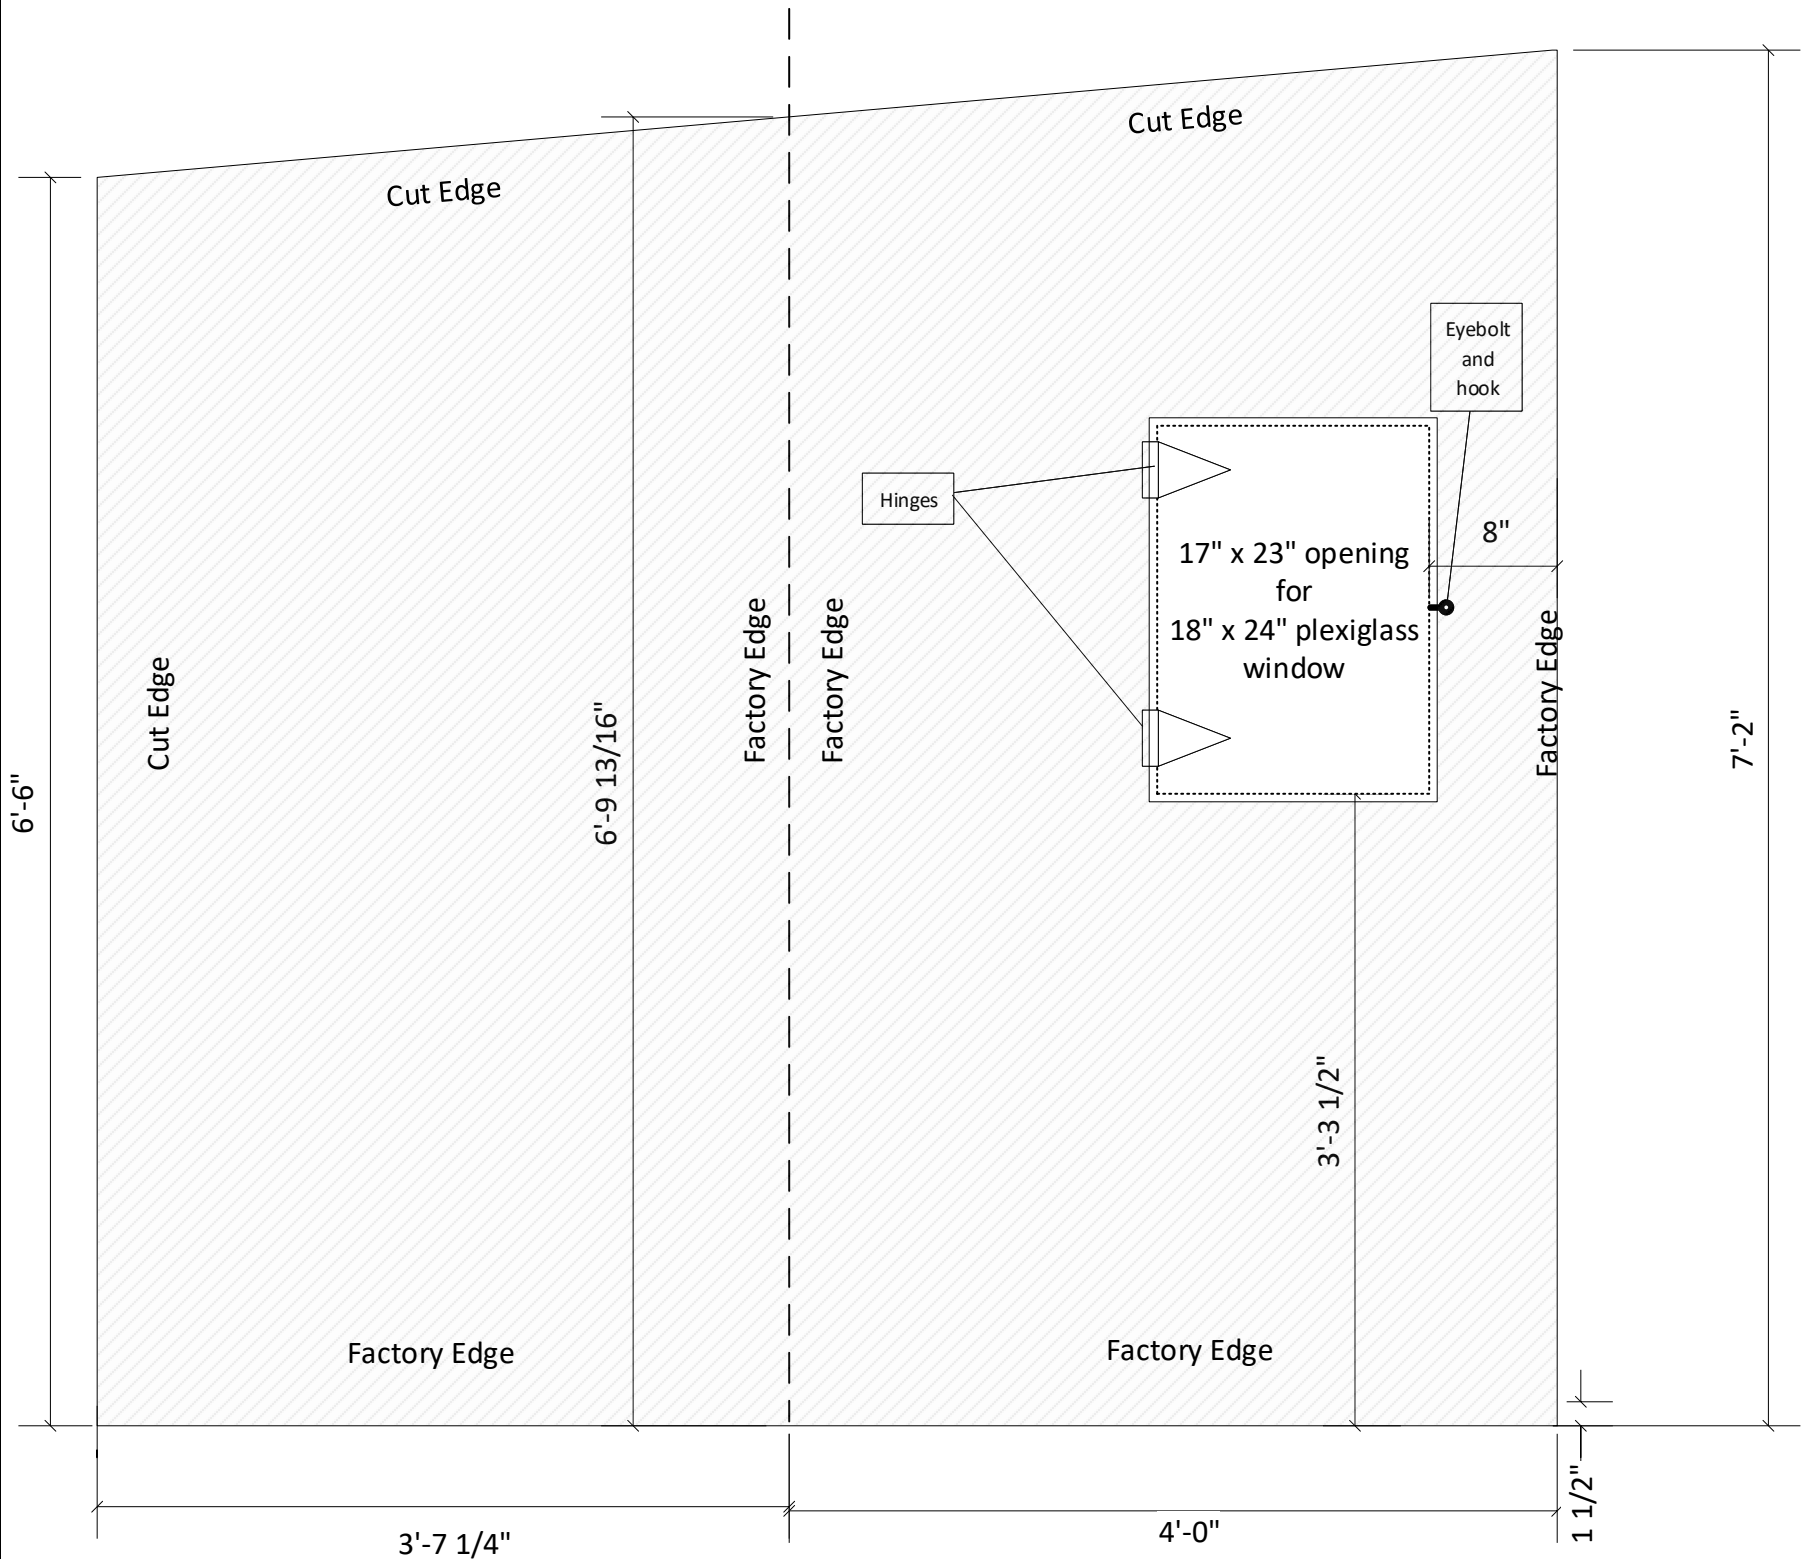 Cut Edge
Cut Edge
Eyebolt
and
hook
Hinges
8"
17" x 23" opening
for
18" x 24" plexiglass
window
Cut Edge
Factory Edge
Factory Edge
Factory Edge
6'-6"
6'-9 13/16"
7'-2"
3'-3 1/2"
Factory Edge
Factory Edge
1 1/2"
3'-7 1/4"
4'-0"